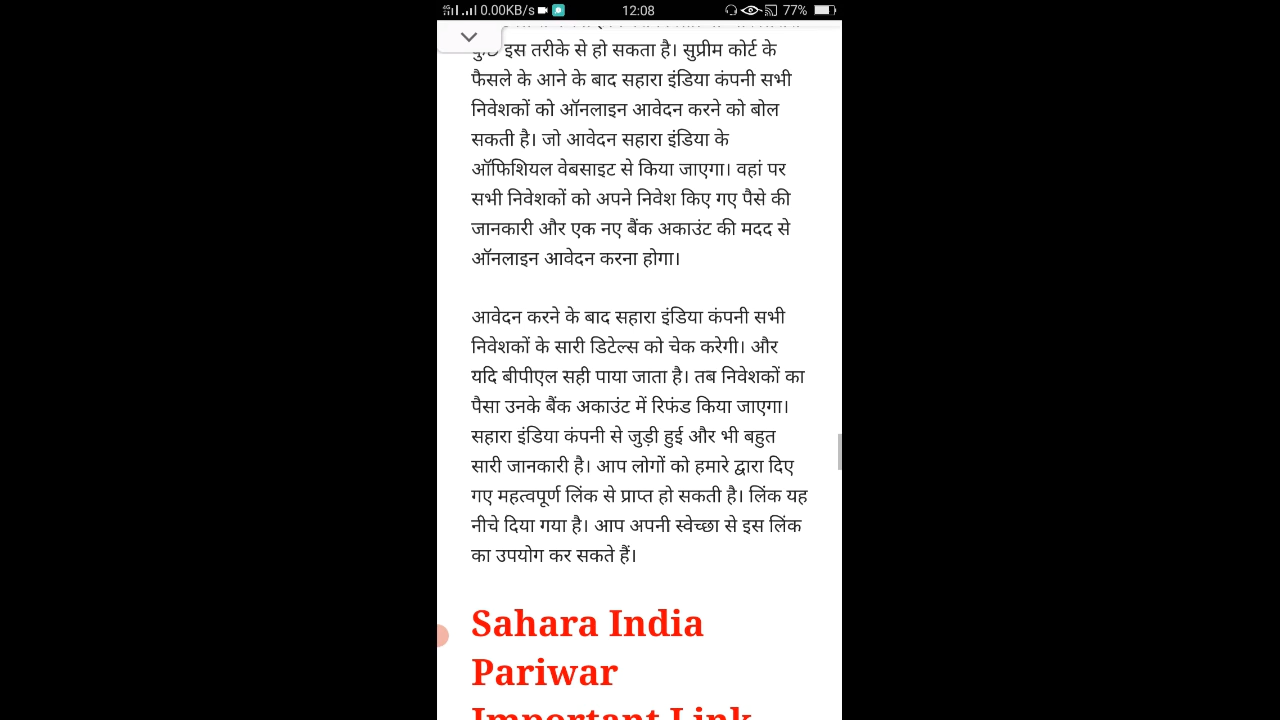 0.00KB/s 12:08 77%
इस तरीके से हो सकता है। सुप्रीम कोर्ट के
फैसले के आने के बाद सहारा इंडिया कंपनी सभी
निवेशकों को ऑनलाइन आवेदन करने को बोल
सकती है। जो आवेदन सहारा इंडिया के
ऑफिशियल वेबसाइट से किया जाएगा। वहां पर
सभी निवेशकों को अपने निवेश किए गए पैसे की
जानकारी और एक नए बैंक अकाउंट की मदद से
ऑनलाइन आवेदन करना होगा।
आवेदन करने के बाद सहारा इंडिया कंपनी सभी
निवेशकों के सारी डिटेल्स को चेक करेगी। और
यदि बीपीएल सही पाया जाता है। तब निवेशकों का
पैसा उनके बैंक अकाउंट में रिफंड किया जाएगा।
सहारा इंडिया कंपनी से जुड़ी हुई और भी बहुत
सारी जानकारी है। आप लोगों को हमारे द्वारा दिए
गए महत्वपूर्ण लिंक से प्राप्त हो सकती है। लिंक यह
नीचे दिया गया है। आप अपनी स्वेच्छा से इस लिंक
का उपयोग कर सकते हैं।
Sahara India
Pariwar
Important Link